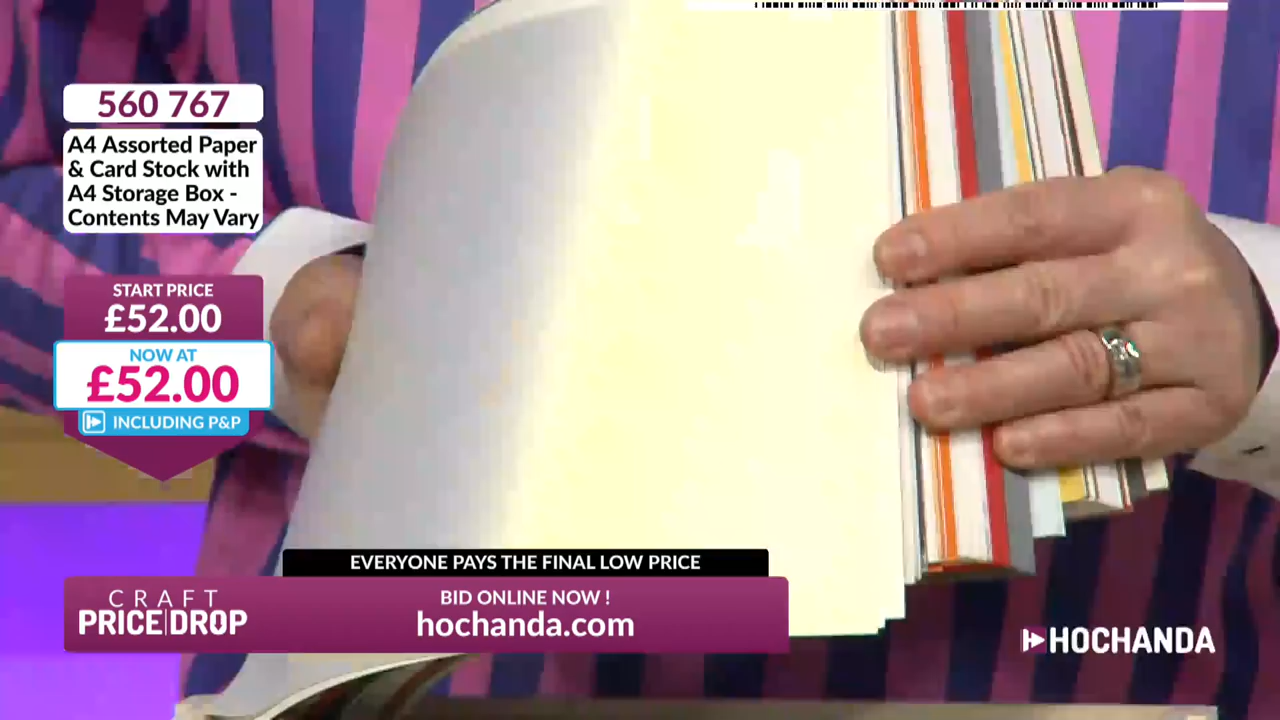 560 767
A4 Assorted Paper
& Card Stock with
A4 Storage Box -
Contents May Vary
START PRICE
£52.00
NOW AT
£52.00
INCLUDING P&P
EVERYONE PAYS THE FINAL LOW PRICE
CRAFT
PRICE DROP
BID ONLINE NOW !
hochanda.com
HOCHANDA